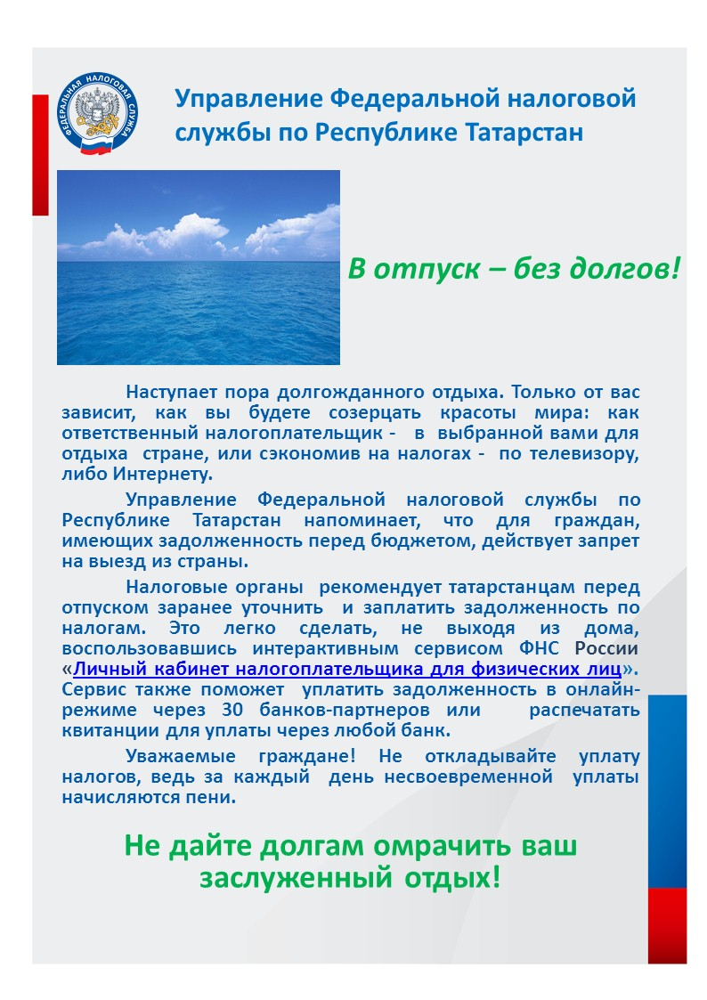 ФЕДЕРАЛЬНАЯ НАЛОГОВАЯ СЛУЖБА
Управление Федеральной налоговой
службы по Республике Татарстан
В отпуск – без долгов!
Наступает пора долгожданного отдыха. Только от вас
зависит, как вы будете созерцать красоты мира: как
ответственный налогоплательщик - в выбранной вами для
отдыха стране, или сэкономив на налогах - по телевизору,
либо Интернету.
Управление Федеральной налоговой службы по
Республике Татарстан напоминает, что для граждан,
имеющих задолженность перед бюджетом, действует запрет
на выезд из страны.
Налоговые органы рекомендует татарстанцам перед
отпуском заранее уточнить и заплатить задолженность по
налогам. Это легко сделать, не выходя из дома,
воспользовавшись интерактивным сервисом ФНС России
«Личный кабинет налогоплательщика для физических лиц».
Сервис также поможет уплатить задолженность в онлайн-
режиме через 30 банков-партнеров или распечатать
квитанции для уплаты через любой банк.
Уважаемые граждане! Не откладывайте уплату
налогов, ведь за каждый день несвоевременной уплаты
начисляются пени.
Не дайте долгам омрачить ваш
заслуженный отдых!